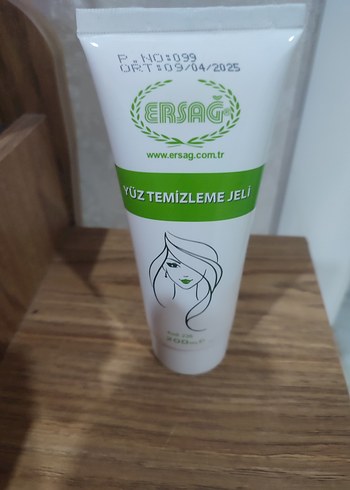 P.NO:099
ÜRT:09/04/2025
ERSAĞ
www.ersag.com.tr
YÜZ TEMİZLEME JELİ